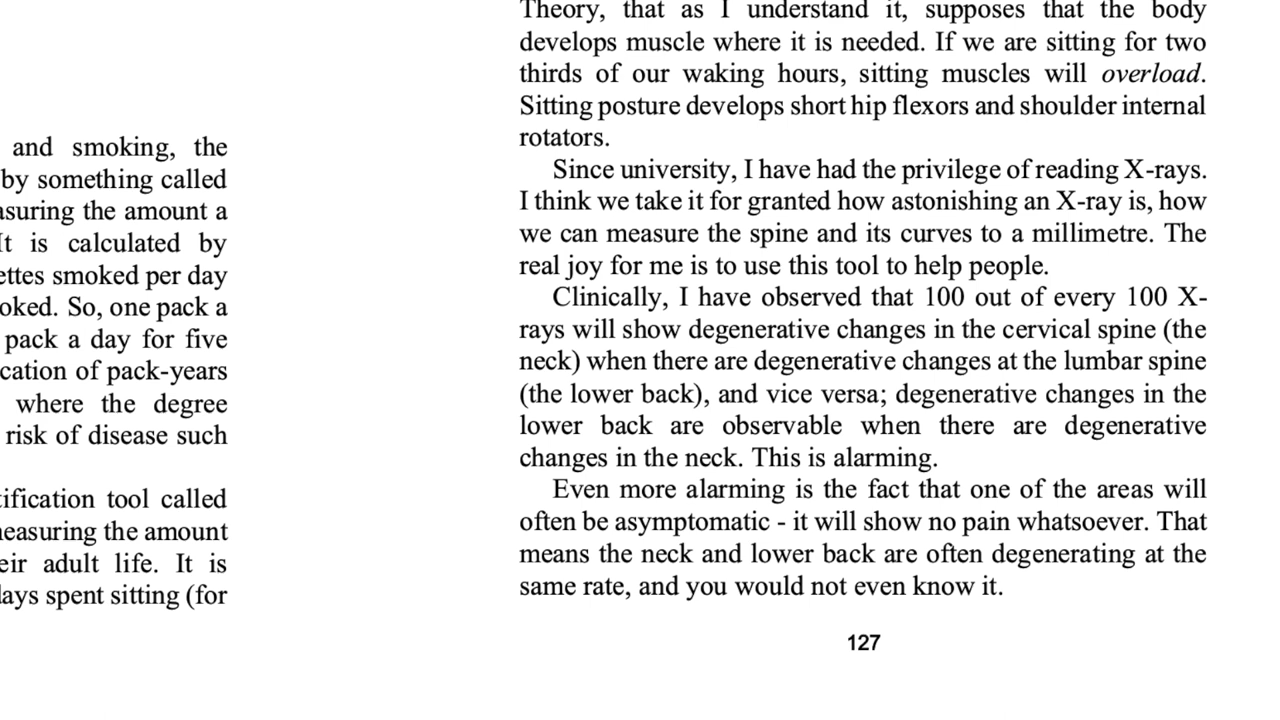 and smoking, the
by something called
asuring the amount a
It is calculated by
ettes smoked per day
oked. So, one pack a
pack a day for five
cation of pack-years
where the degree
risk of disease such
ification tool called
neasuring the amount
eir adult life. It is
lays spent sitting (for
Theory, that as I understand it, supposes that the body
develops muscle where it is needed. If we are sitting for two
thirds of our waking hours, sitting muscles will overload.
Sitting posture develops short hip flexors and shoulder internal
rotators.
Since university, I have had the privilege of reading X-rays.
I think we take it for granted how astonishing an X-ray is, how
we can measure the spine and its curves to a millimetre. The
real joy for me is to use this tool to help people.
Clinically, I have observed that 100 out of every 100 X-
rays will show degenerative changes in the cervical spine (the
neck) when there are degenerative changes at the lumbar spine
(the lower back), and vice versa; degenerative changes in the
lower back are observable when there are degenerative
changes in the neck. This is alarming.
Even more alarming is the fact that one of the areas will
often be asymptomatic - it will show no pain whatsoever. That
means the neck and lower back are often degenerating at the
same rate, and you would not even know it.
127